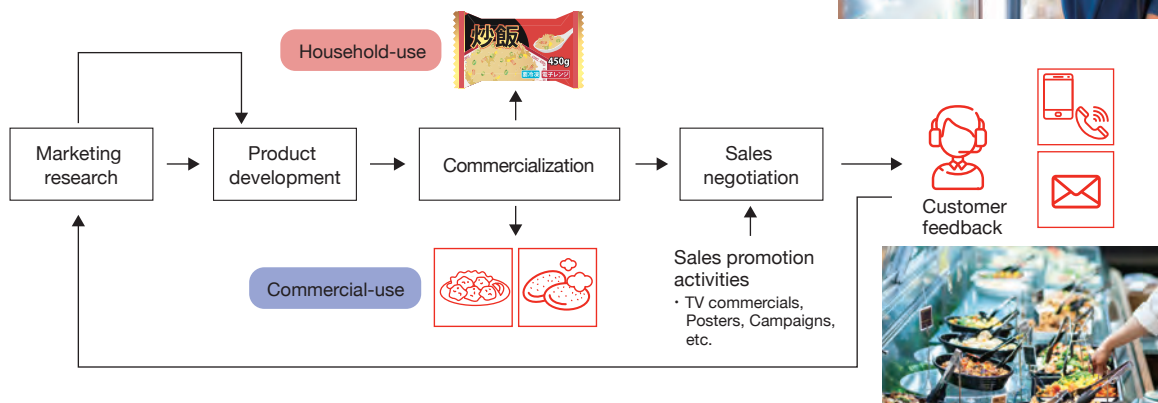 Household-use
炒飯
450g
電子レンジ
Marketing
research
Product
development
Commercialization
Sales
negotiation
Customer
feedback
Commercial-use
Sales promotion
activities
・TV commercials,
Posters, Campaigns,
etc.